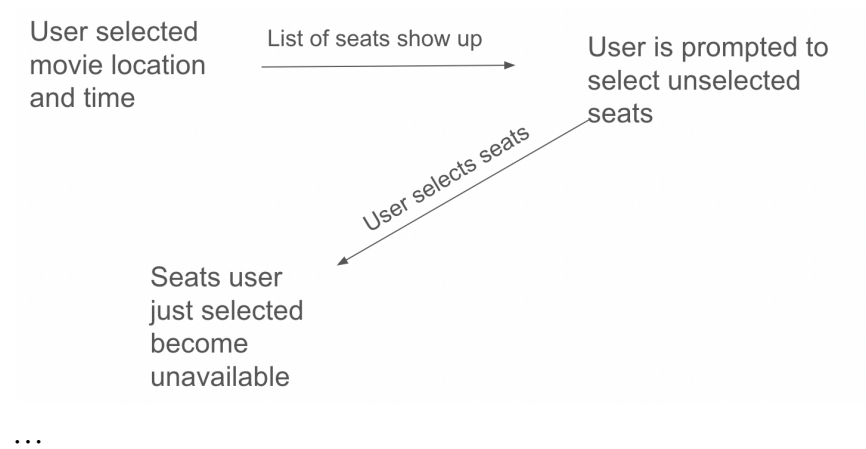 User selected
movie location
and time
List of seats show up
User is prompted to
select unselected
seats
User selects seats
Seats user
just selected
become
unavailable
...